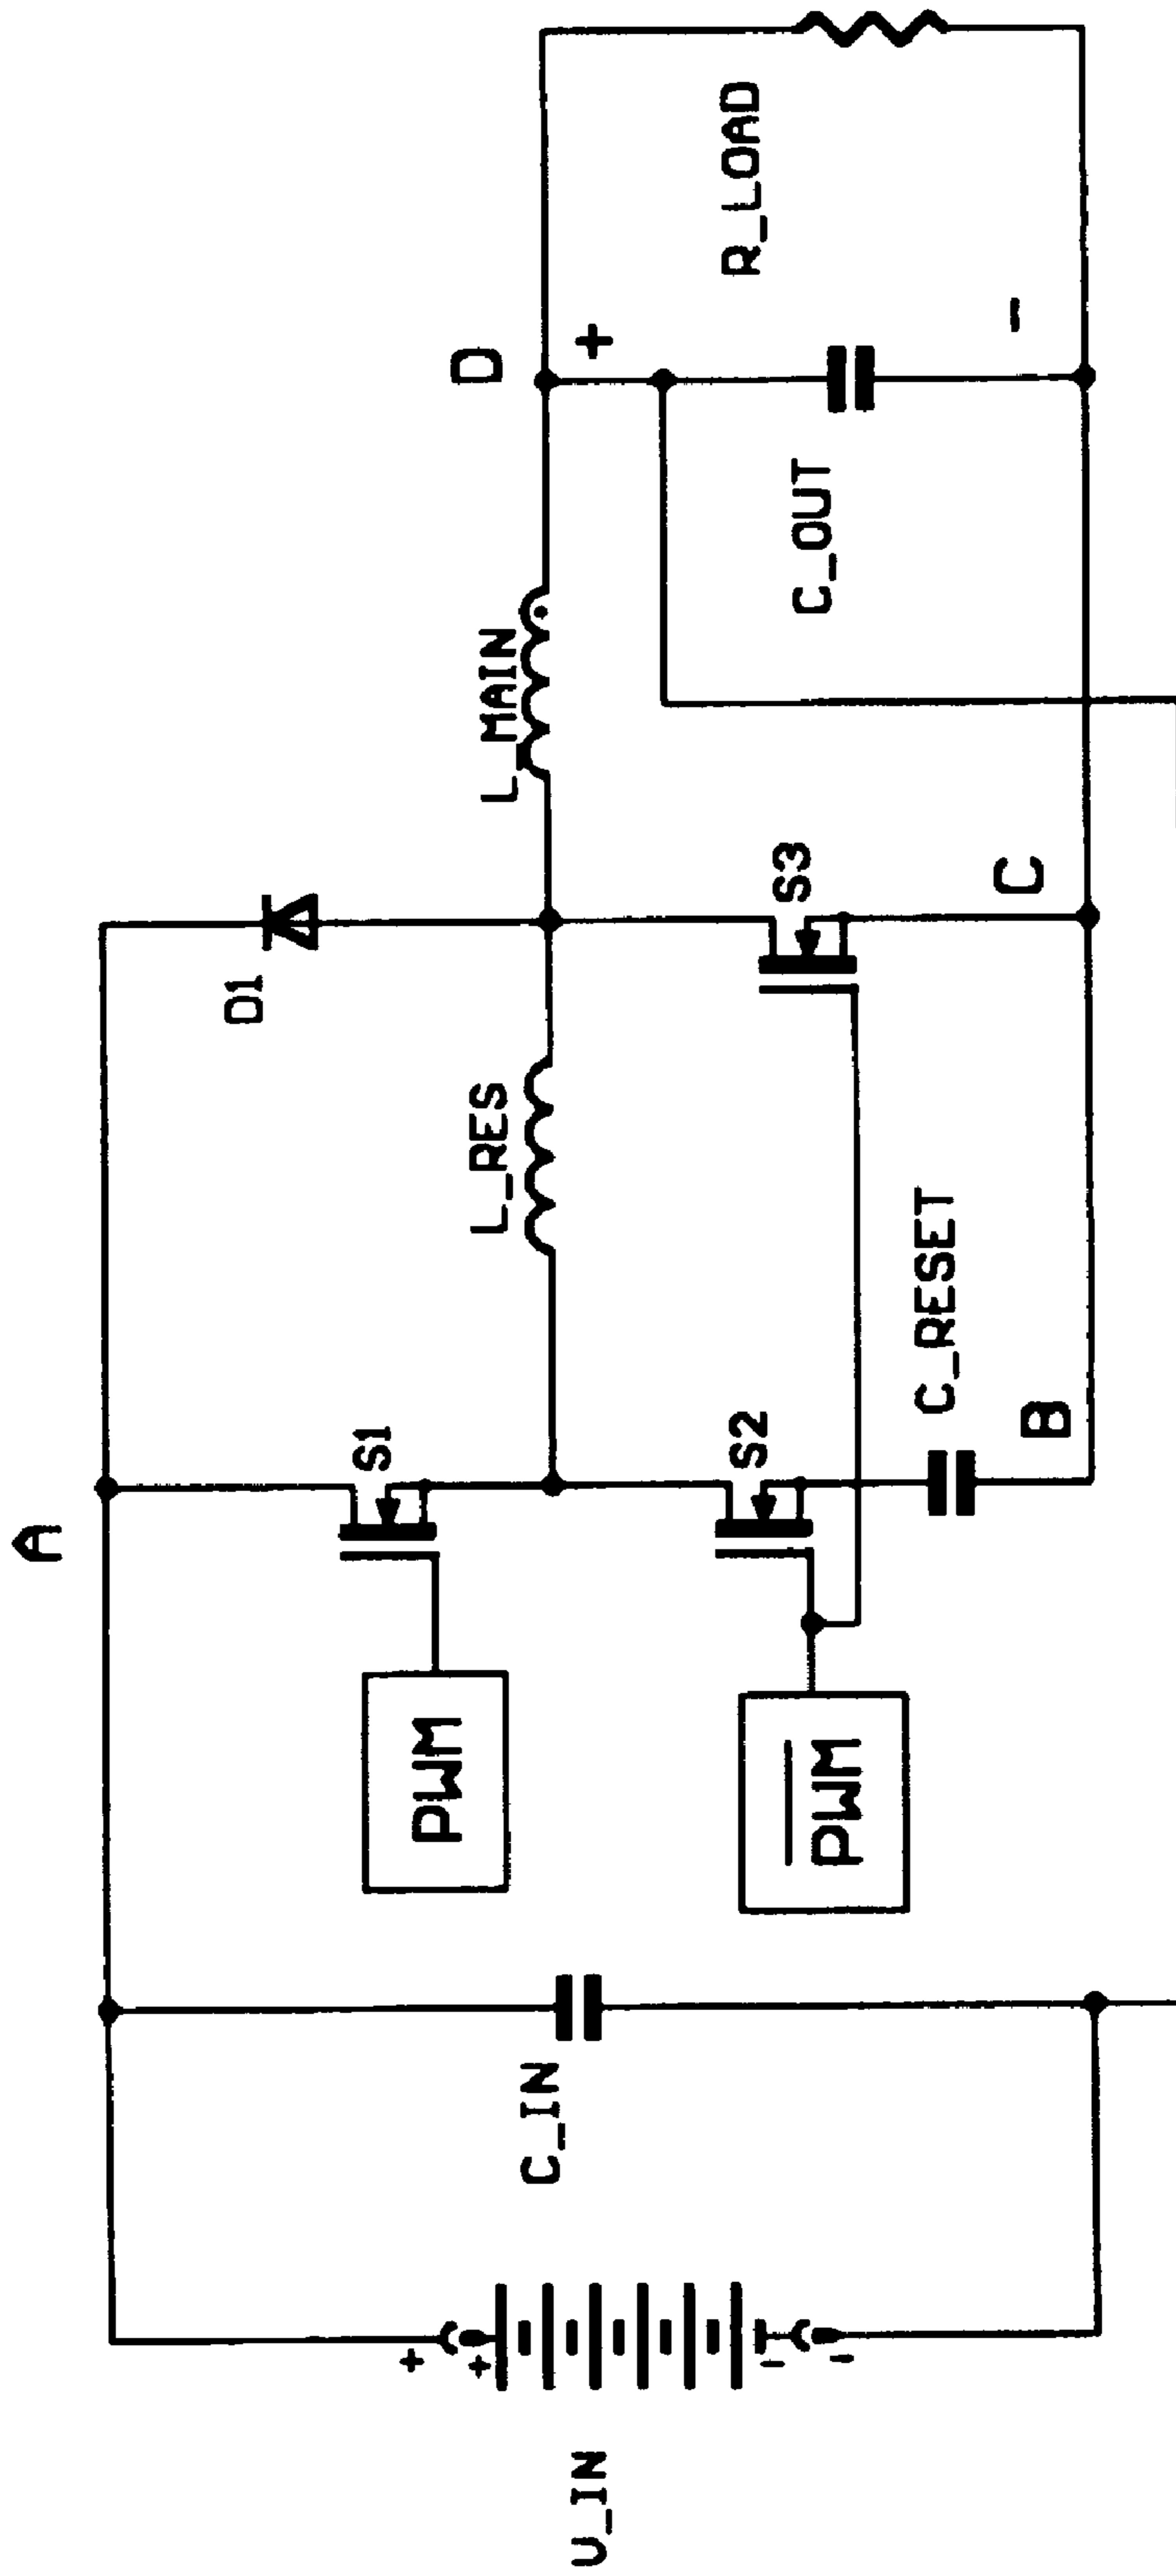 A
D1
S1
D
L_RES
L_MAIN
PWM
+
+
+
C_IN
U_IN
S2
S3
R_LOAD
PWM
C_OUT
-
-
C_RESET
B
C
-